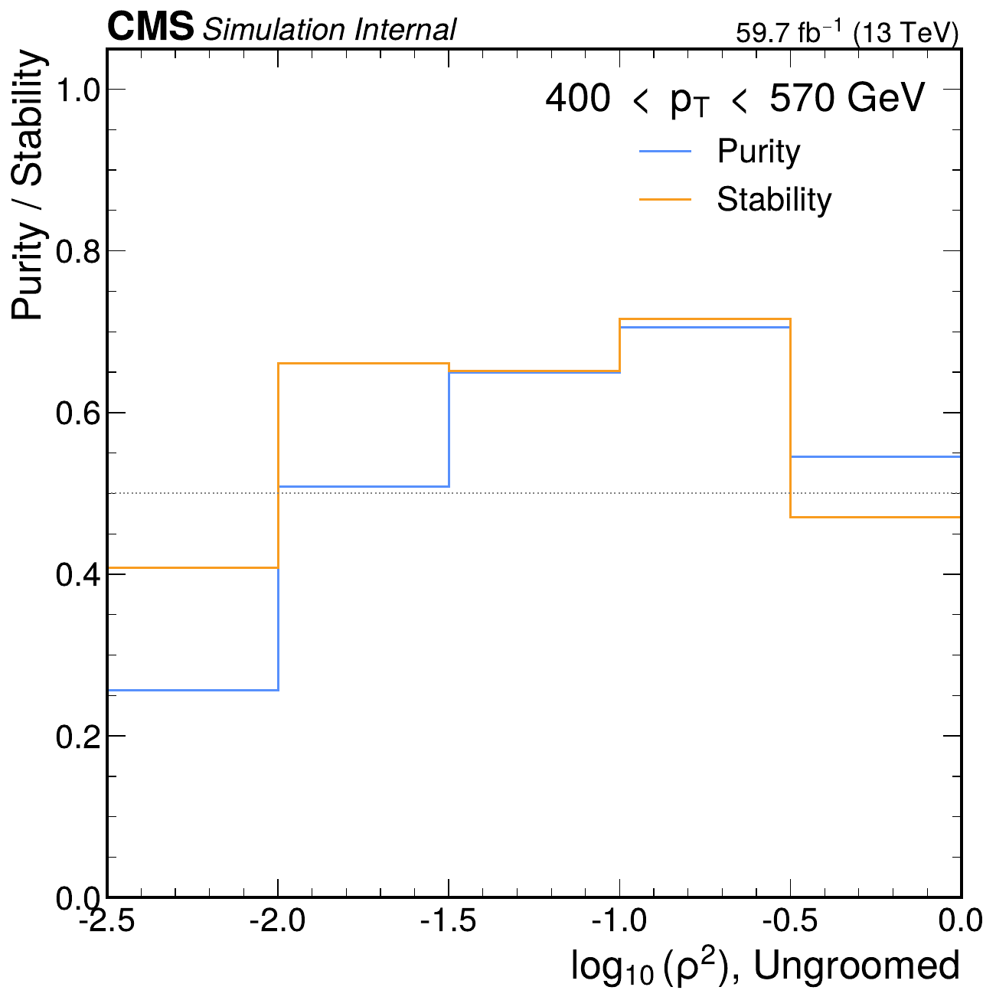 CMS Simulation Internal
59.7 fb⁻¹ (13 TeV)
Purity / Stability
400 < p_T < 570 GeV
Purity
Stability
1.0
0.8
0.6
0.4
0.2
0.0
-2.5 -2.0 -1.5 -1.0 -0.5 0.0
log₁₀(ρ²), Ungroomed